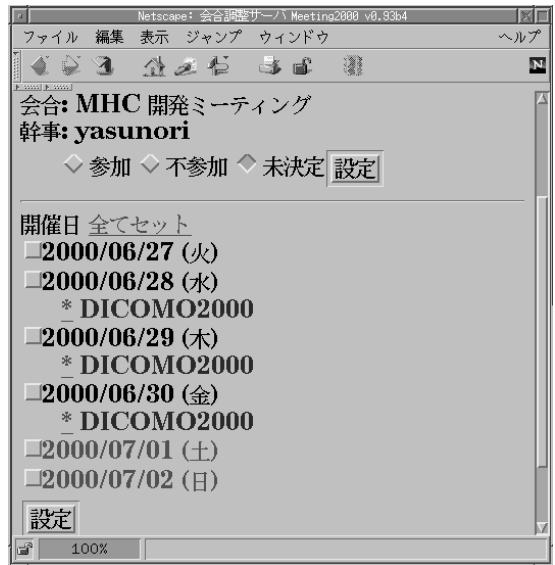 Netscape: 会合調整サーバ Meeting2000 v0.93b4
ファイル 編集 表示 ジャンプ ウィンドウ ヘルプ
N
会合: MHC 開発ミーティング
幹事: yasunori
参加 不参加 未決定 設定
開催日 全てセット
2000/06/27 (火)
2000/06/28 (水)
* DICOMO2000
2000/06/29 (木)
* DICOMO2000
2000/06/30 (金)
* DICOMO2000
2000/07/01 (土)
2000/07/02 (日)
設定
100%